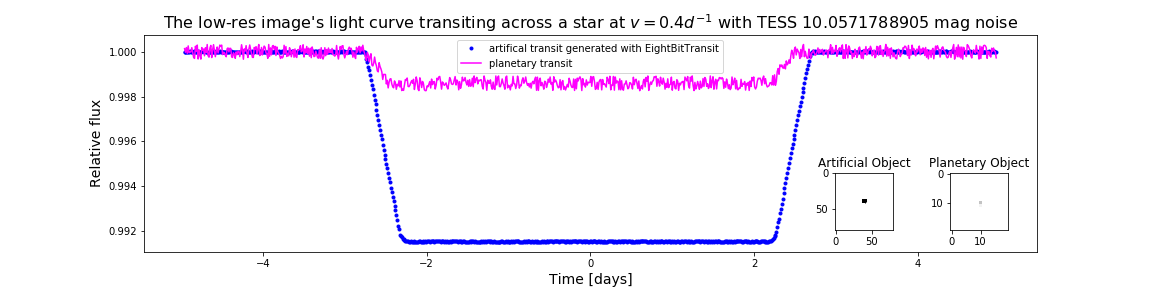 The low-res image's light curve transiting across a star at v = 0.4d⁻¹ with TESS 10.0571788905 mag noise
artifical transit generated with EightBitTransit
planetary transit
Relative flux
1.000
0.998
0.996
0.994
0.992
Artificial Object
0
50
0 50
Planetary Object
0
10
0 10
−4 −2 0 2 4
Time [days]